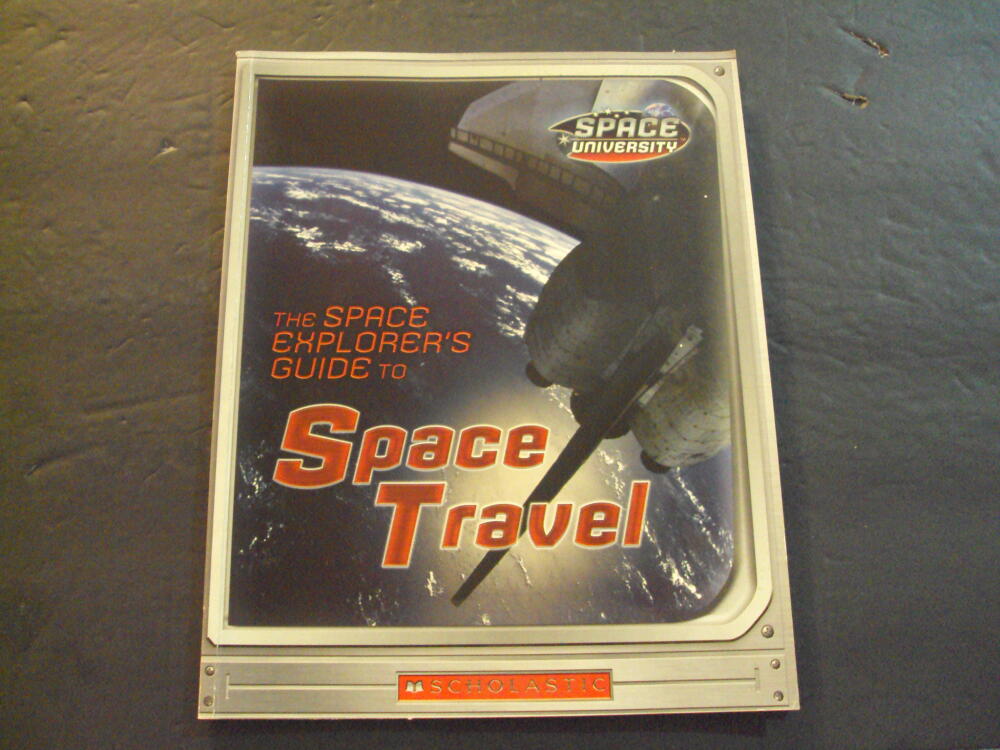 SPACE
UNIVERSITY
THE SPACE
EXPLORER'S
GUIDE TO
Space
Travel
SCHOLASTIC